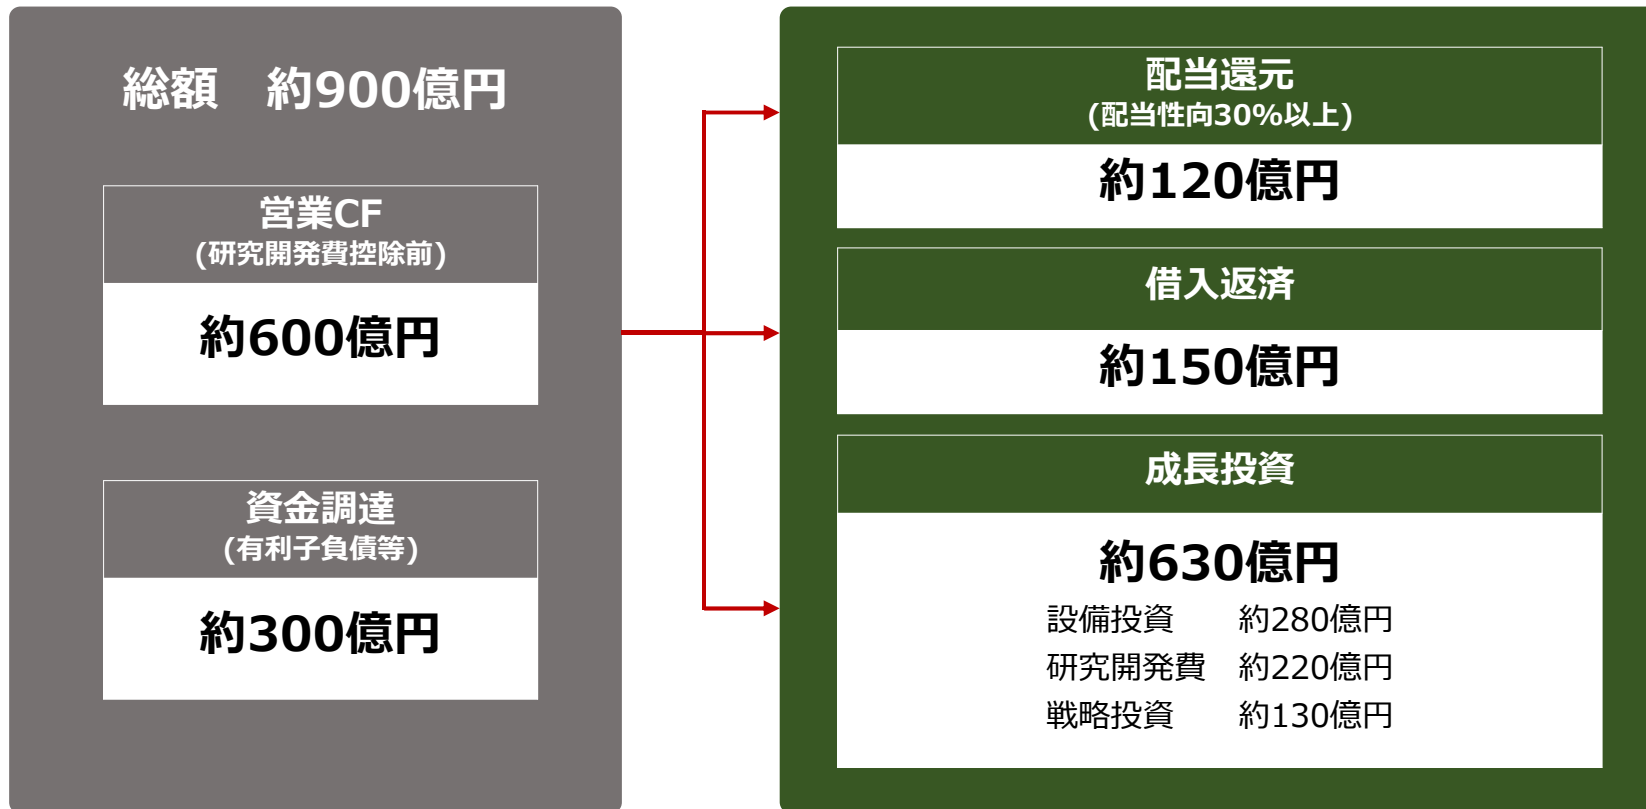 総額　約900億円
営業CF
(研究開発費控除前)
約600億円
資金調達
(有利子負債等)
約300億円
配当還元
(配当性向30%以上)
約120億円
借入返済
約150億円
成長投資
約630億円
設備投資　　約280億円
研究開発費　約220億円
戦略投資　　約130億円